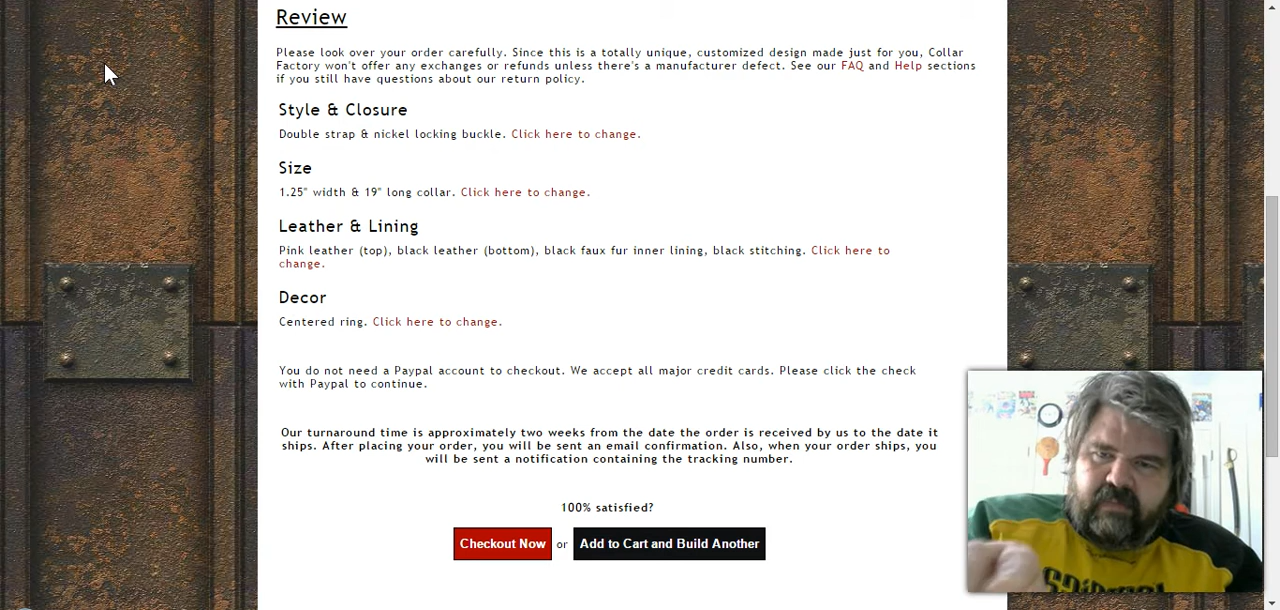 Review
Please look over your order carefully. Since this is a totally unique, customized design made just for you, Collar
Factory won't offer any exchanges or refunds unless there's a manufacturer defect. See our FAQ and Help sections
if you still have questions about our return policy.
Style & Closure
Double strap & nickel locking buckle. Click here to change.
Size
1.25" width & 19" long collar. Click here to change.
Leather & Lining
Pink leather (top), black leather (bottom), black faux fur inner lining, black stitching. Click here to
change.
Decor
Centered ring. Click here to change.
You do not need a Paypal account to checkout. We accept all major credit cards. Please click the check
with Paypal to continue.
Our turnaround time is approximately two weeks from the date the order is received by us to the date it
ships. After placing your order, you will be sent an email confirmation. Also, when your order ships, you
will be sent a notification containing the tracking number.
100% satisfied?
Checkout Now or Add to Cart and Build Another